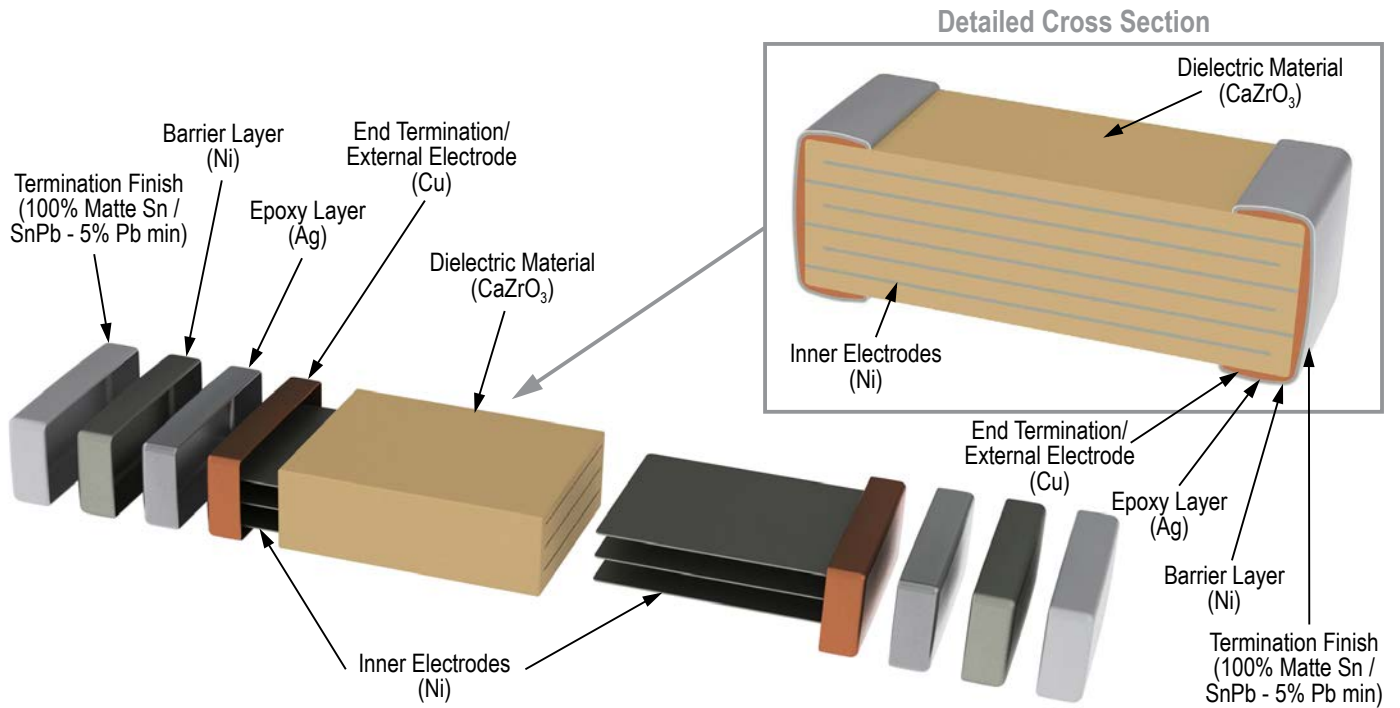 Detailed Cross Section
Dielectric Material
(CaZrO₃)
Inner Electrodes
(Ni)
End Termination/
External Electrode
(Cu)
Epoxy Layer
(Ag)
Barrier Layer
(Ni)
Termination Finish
(100% Matte Sn /
SnPb - 5% Pb min)
Termination Finish
(100% Matte Sn /
SnPb - 5% Pb min)
Barrier Layer
(Ni)
Epoxy Layer
(Ag)
End Termination/
External Electrode
(Cu)
Dielectric Material
(CaZrO₃)
Inner Electrodes
(Ni)